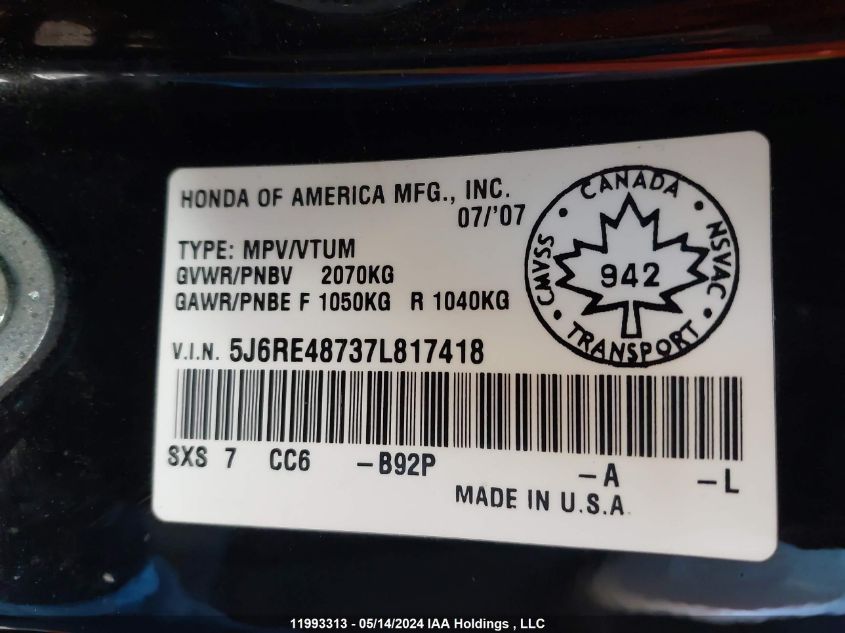 HONDA OF AMERICA MFG., INC.
07/'07
TYPE: MPV/VTUM
GVWR/PNBV 2070KG
GAWR/PNBE F 1050KG R 1040KG
V.I.N. 5J6RE48737L817418
SXS 7 CC6 -B92P -A -L
MADE IN U.S.A
CANADA
CMVSS
NSVAC
942
TRANSPORT
11993313 - 05/14/2024 IAA Holdings , LLC